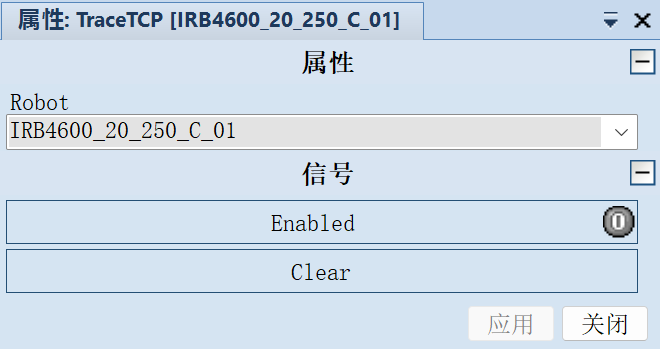 属性: TraceTCP [IRB4600_20_250_C_01]
属性
Robot
IRB4600_20_250_C_01
信号
Enabled 0
Clear
应用 关闭